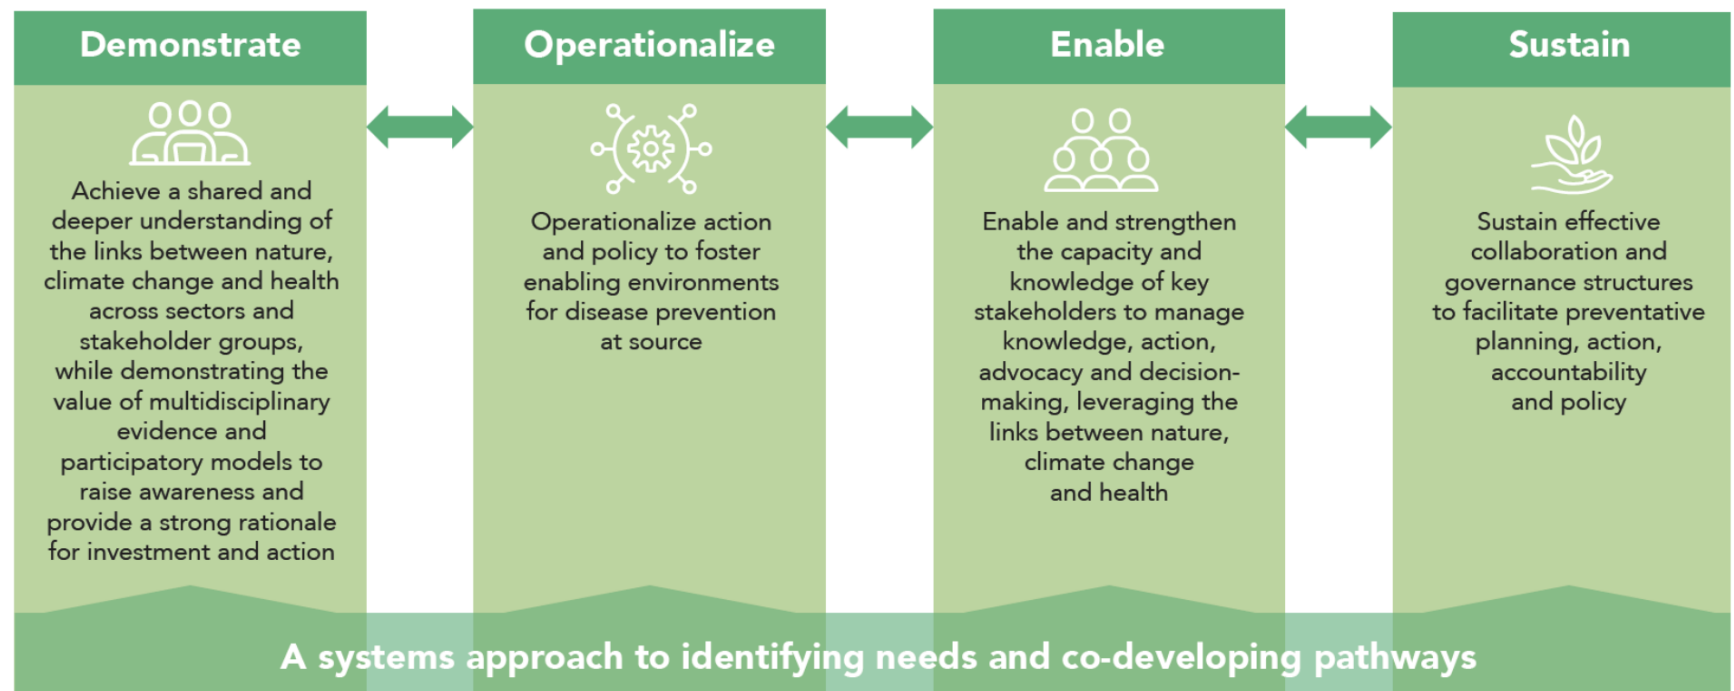 Demonstrate
Achieve a shared and
deeper understanding of
the links between nature,
climate change and health
across sectors and
stakeholder groups,
while demonstrating the
value of multidisciplinary
evidence and
participatory models to
raise awareness and
provide a strong rationale
for investment and action
Operationalize
Operationalize action
and policy to foster
enabling environments
for disease prevention
at source
Enable
Enable and strengthen
the capacity and
knowledge of key
stakeholders to manage
knowledge, action,
advocacy and decision-
making, leveraging the
links between nature,
climate change
and health
Sustain
Sustain effective
collaboration and
governance structures
to facilitate preventative
planning, action,
accountability
and policy
A systems approach to identifying needs and co-developing pathways